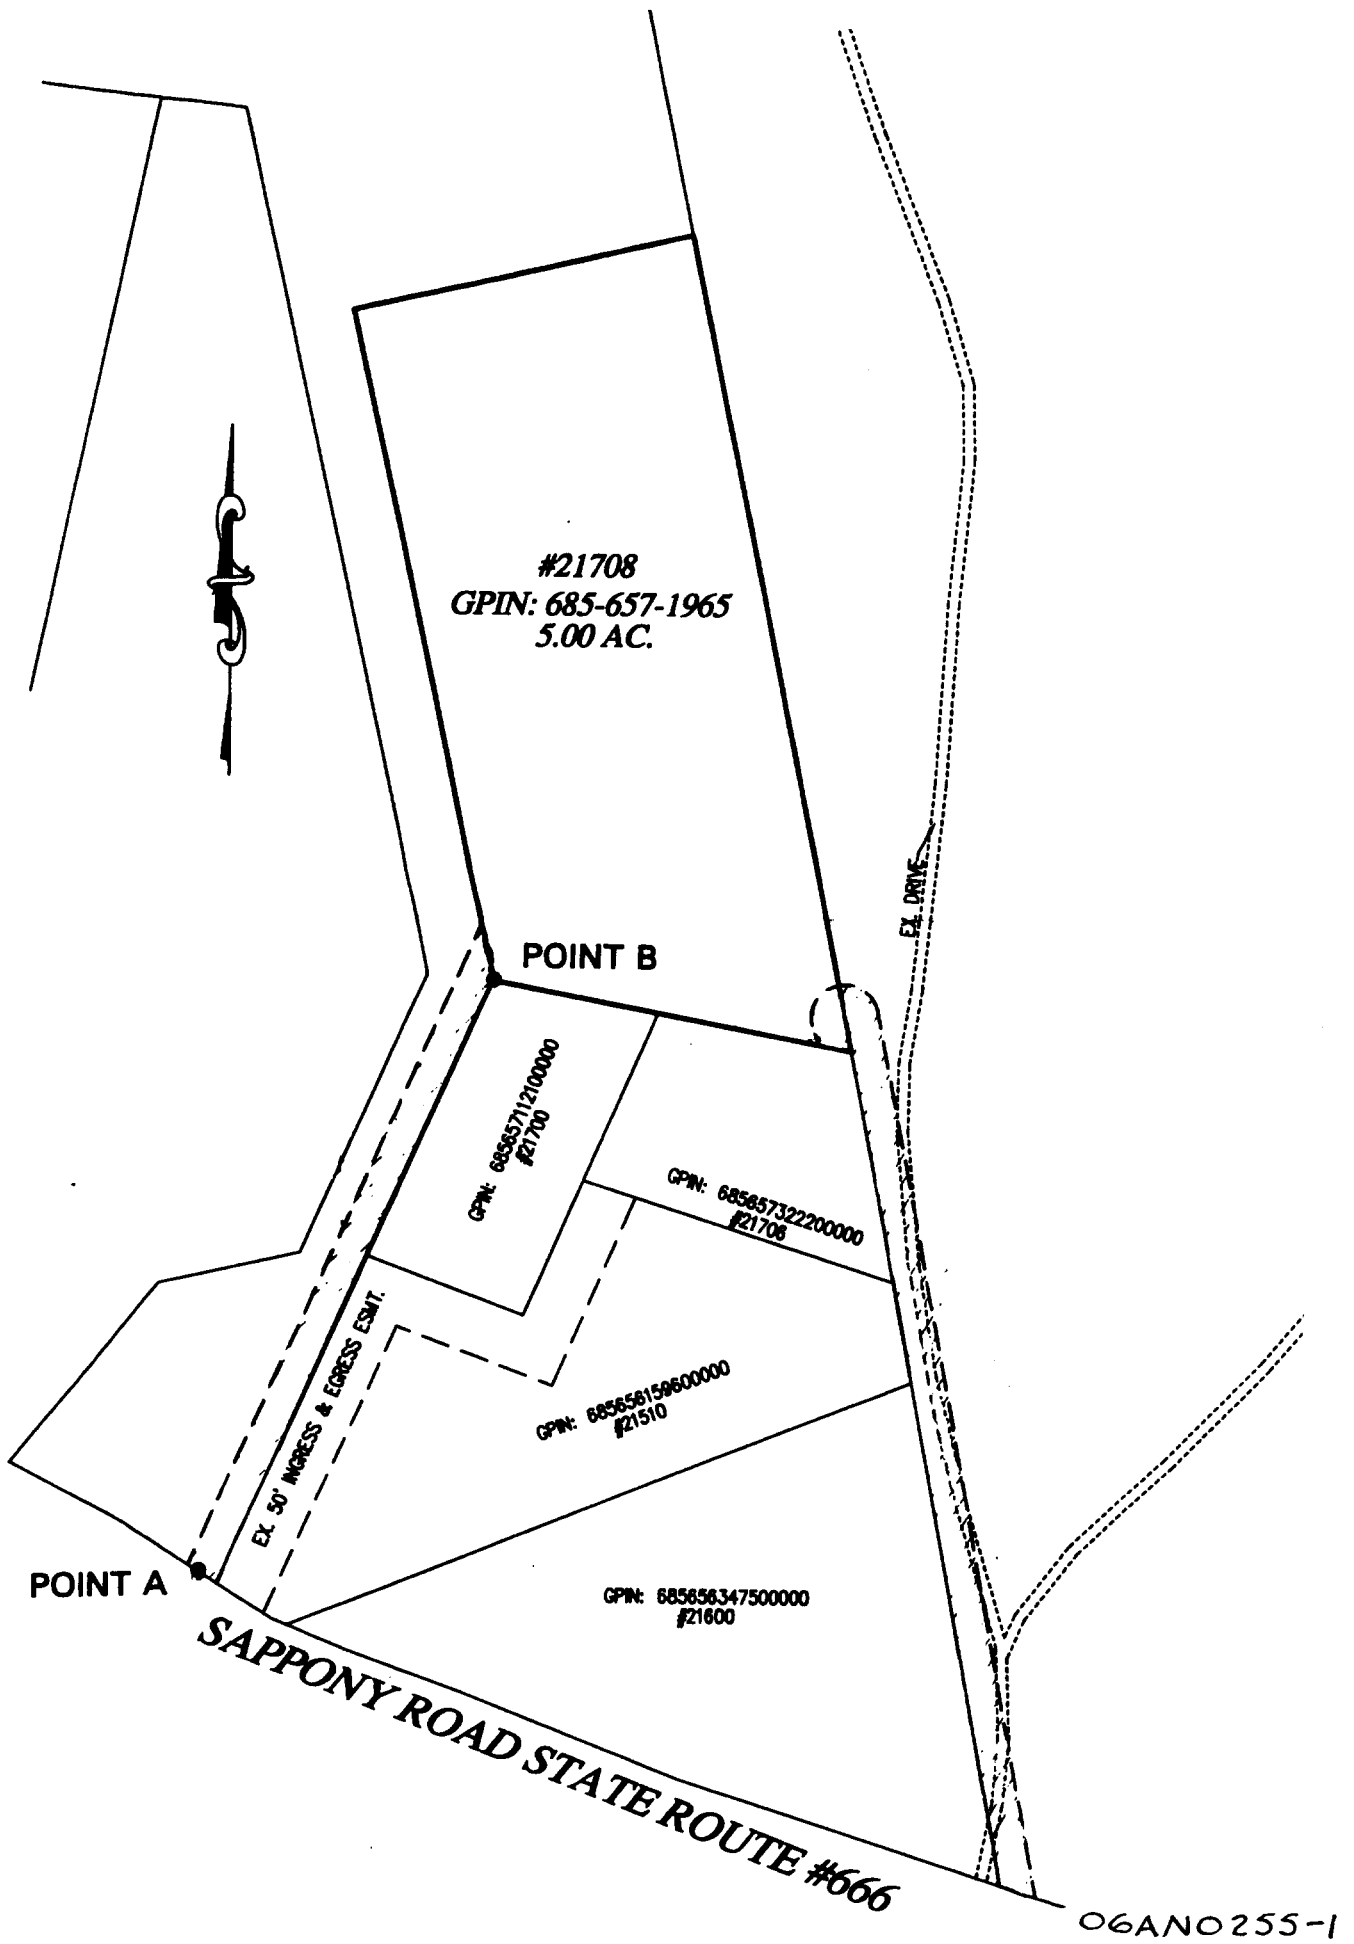 #21708
GPIN: 685-657-1965
5.00 AC.
EX. DRIVE
POINT B
GPIN: 685657112100000
#21700
GPIN: 685657322200000
#21706
EX. 50' INGRESS & EGRESS ESMT.
GPIN: 685656159600000
#21510
POINT A
GPIN: 685656347500000
#21600
SAPPONY ROAD STATE ROUTE #666
06AN0255-1